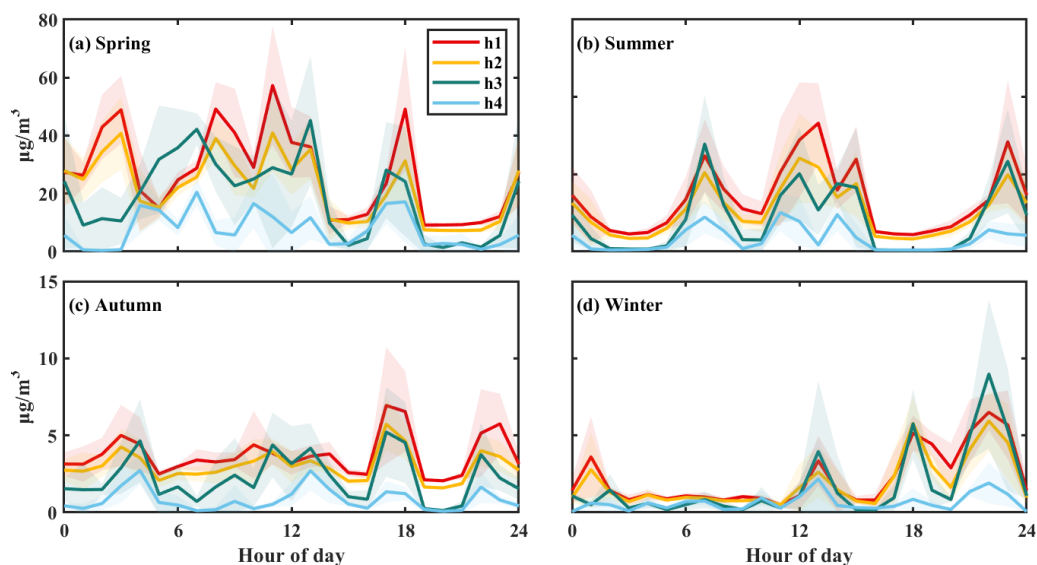 80
60
40
20
0
µg/m³
(a) Spring
h1
h2
h3
h4
(b) Summer
15
10
5
0
µg/m³
(c) Autumn
0
6
12
18
24
Hour of day
(d) Winter
0
6
12
18
24
Hour of day